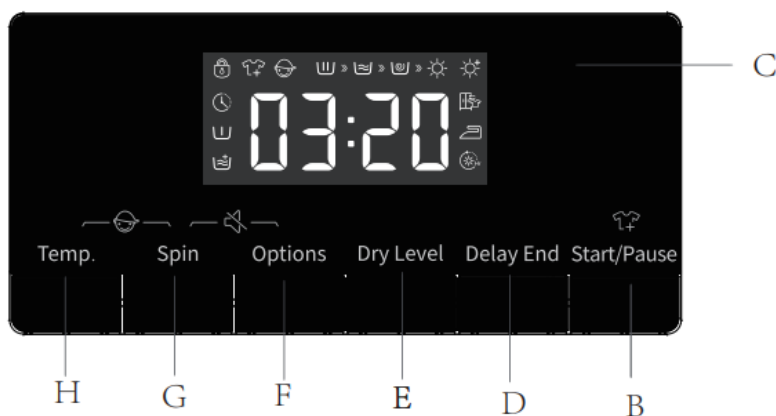 C
03:20
Temp. Spin Options Dry Level Delay End Start/Pause
H G F E D B